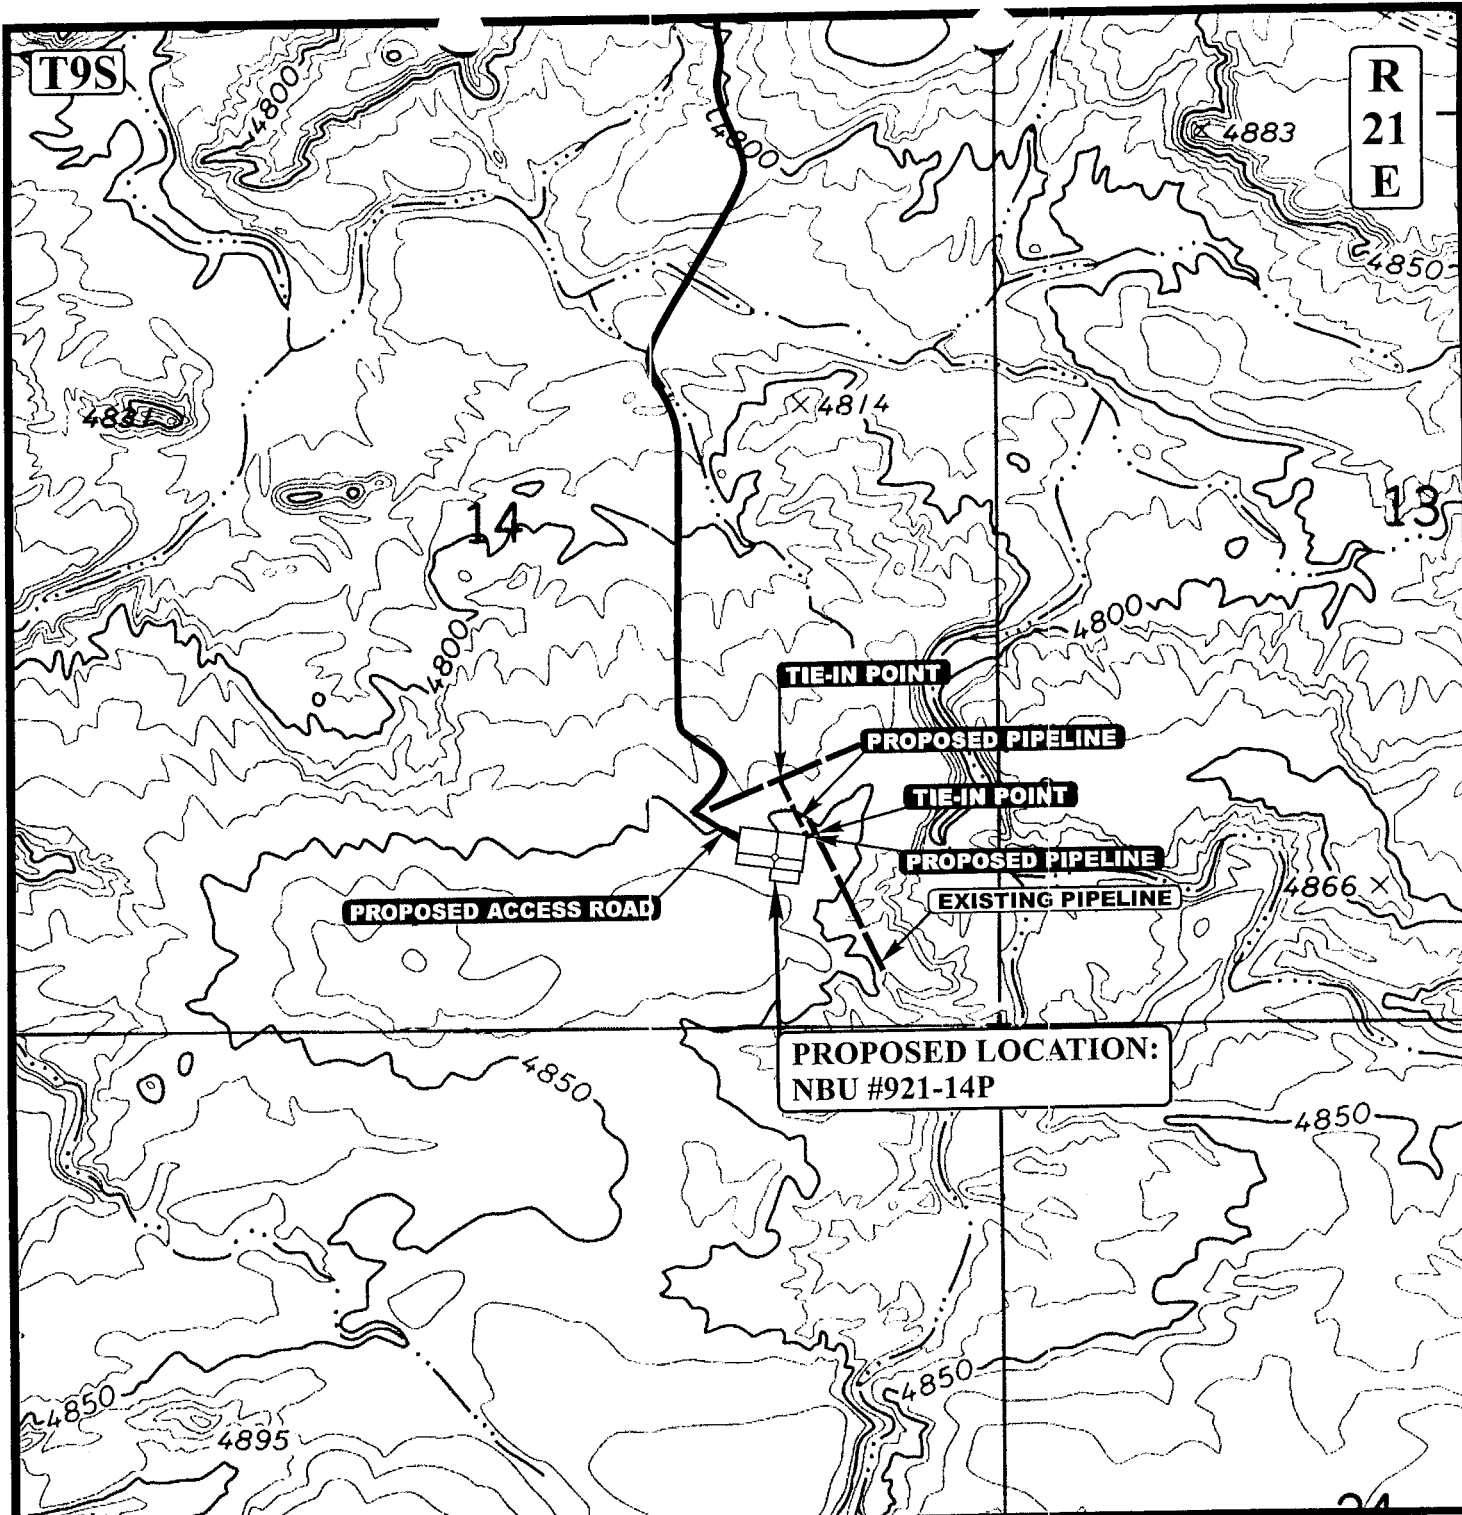 T9S
R
21
E
4800
4800
4883
4850
4814
14
13
4800
4800
TIE-IN POINT
PROPOSED PIPELINE
TIE-IN POINT
PROPOSED PIPELINE
4866
EXISTING PIPELINE
PROPOSED ACCESS ROAD
PROPOSED LOCATION:
NBU #921-14P
4850
4850
4850
4850
4895